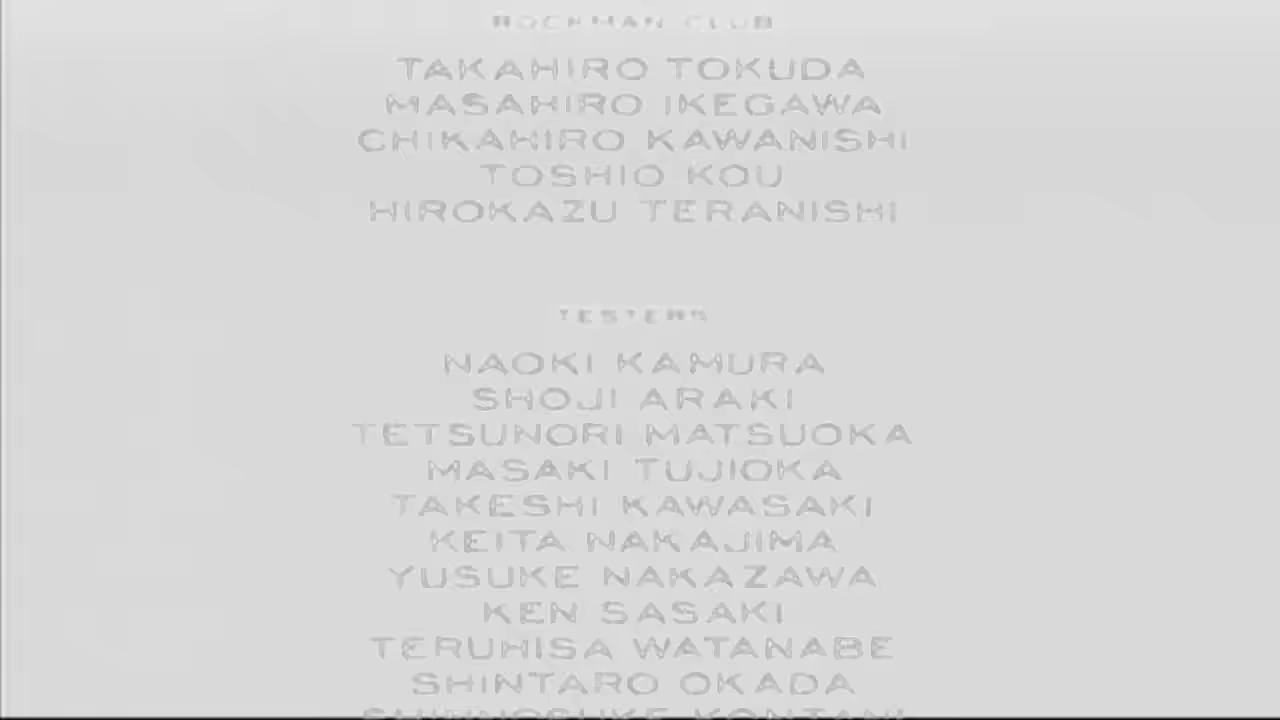 ROCKMAN CLUB
TAKAHIRO TOKUDA
MASAHIRO IKEGAWA
CHIKAHIRO KAWANISHI
TOSHIO KOU
HIROKAZU TERANISHI
TESTERS
NAOKI KAMURA
SHOJI ARAKI
TETSUNORI MATSUOKA
MASAKI TUJIOKA
TAKESHI KAWASAKI
KEITA NAKAJIMA
YUSUKE NAKAZAWA
KEN SASAKI
TERUHISA WATANABE
SHINTARO OKADA